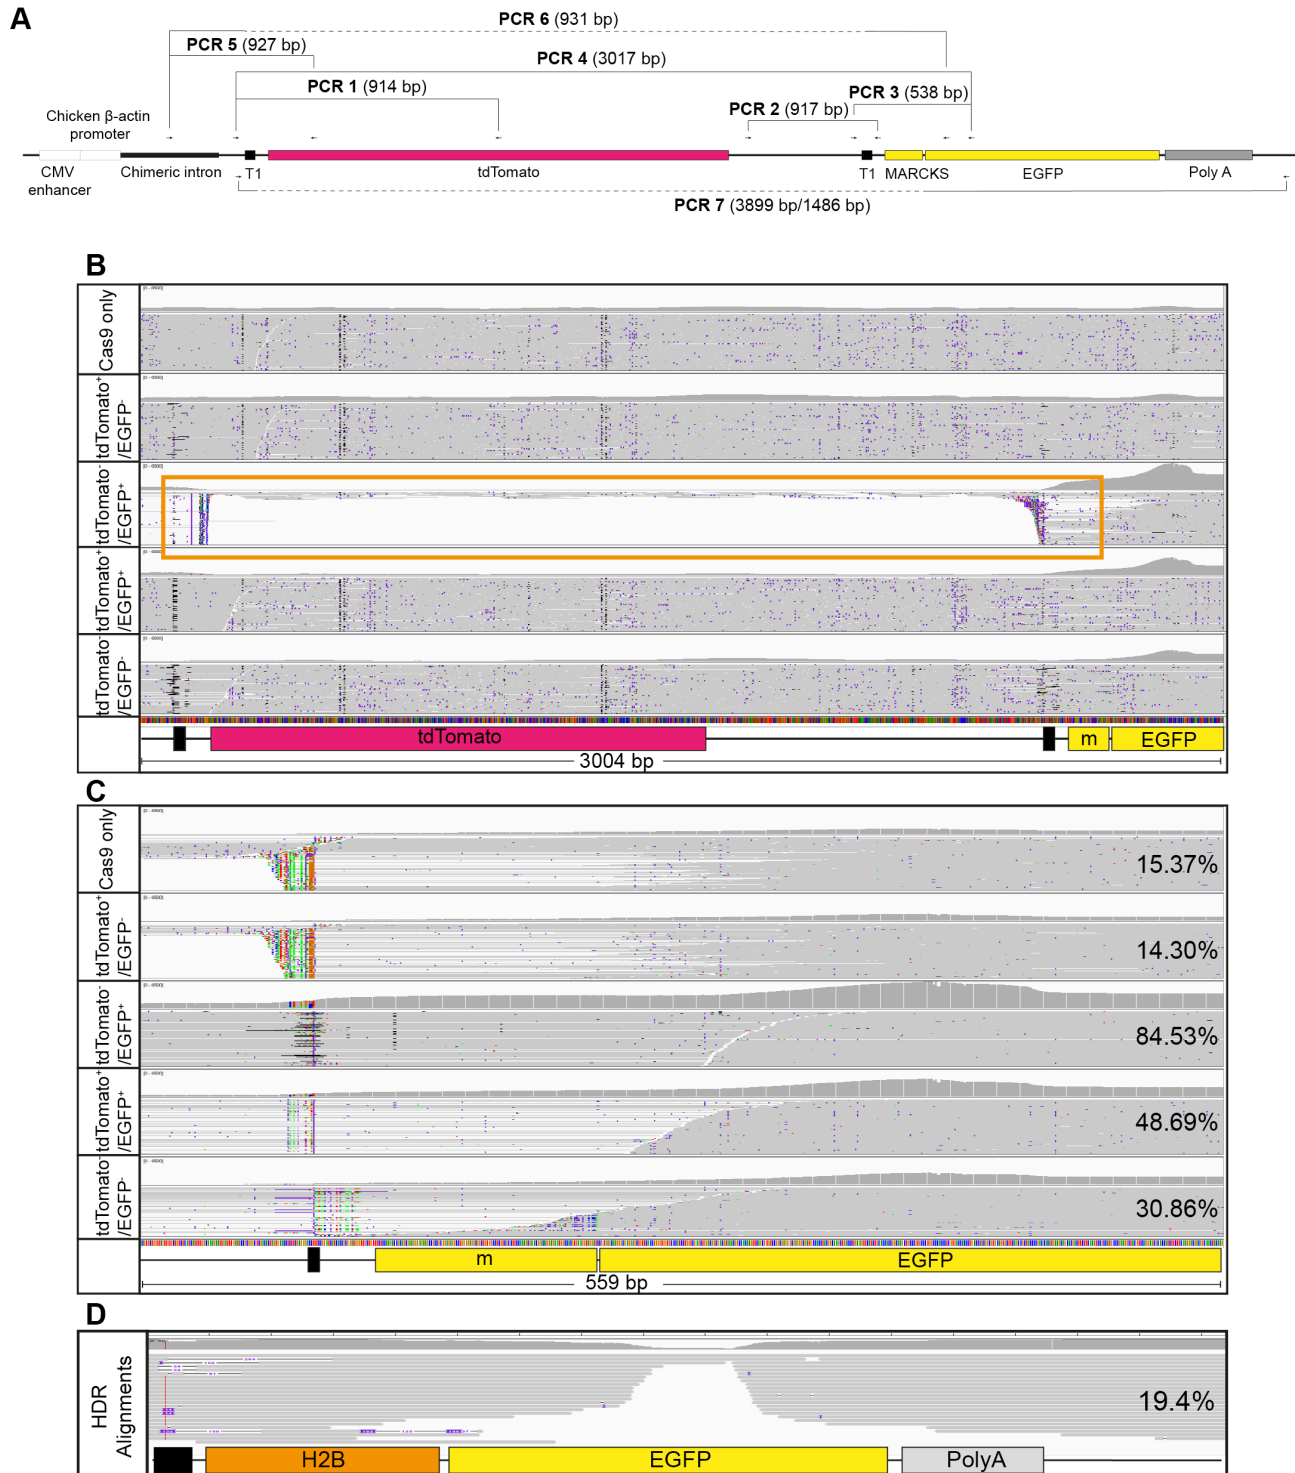 A
PCR 6 (931 bp)
PCR 5 (927 bp)
PCR 4 (3017 bp)
PCR 1 (914 bp)
PCR 3 (538 bp)
PCR 2 (917 bp)
Chicken β-actin
promoter
CMV
enhancer
Chimeric intron
T1
tdTomato
T1
MARCKS
EGFP
Poly A
PCR 7 (3899 bp/1486 bp)
B
Cas9 only
tdTomato⁺
/EGFP⁻
tdTomato⁻
/EGFP⁺
tdTomato⁺
/EGFP⁺
tdTomato⁻
/EGFP⁻
tdTomato
m
EGFP
3004 bp
C
Cas9 only
15.37%
tdTomato⁺
/EGFP⁻
14.30%
tdTomato⁻
/EGFP⁺
84.53%
tdTomato⁺
/EGFP⁺
48.69%
tdTomato⁻
/EGFP⁻
30.86%
m
EGFP
559 bp
D
HDR
Alignments
19.4%
H2B
EGFP
PolyA